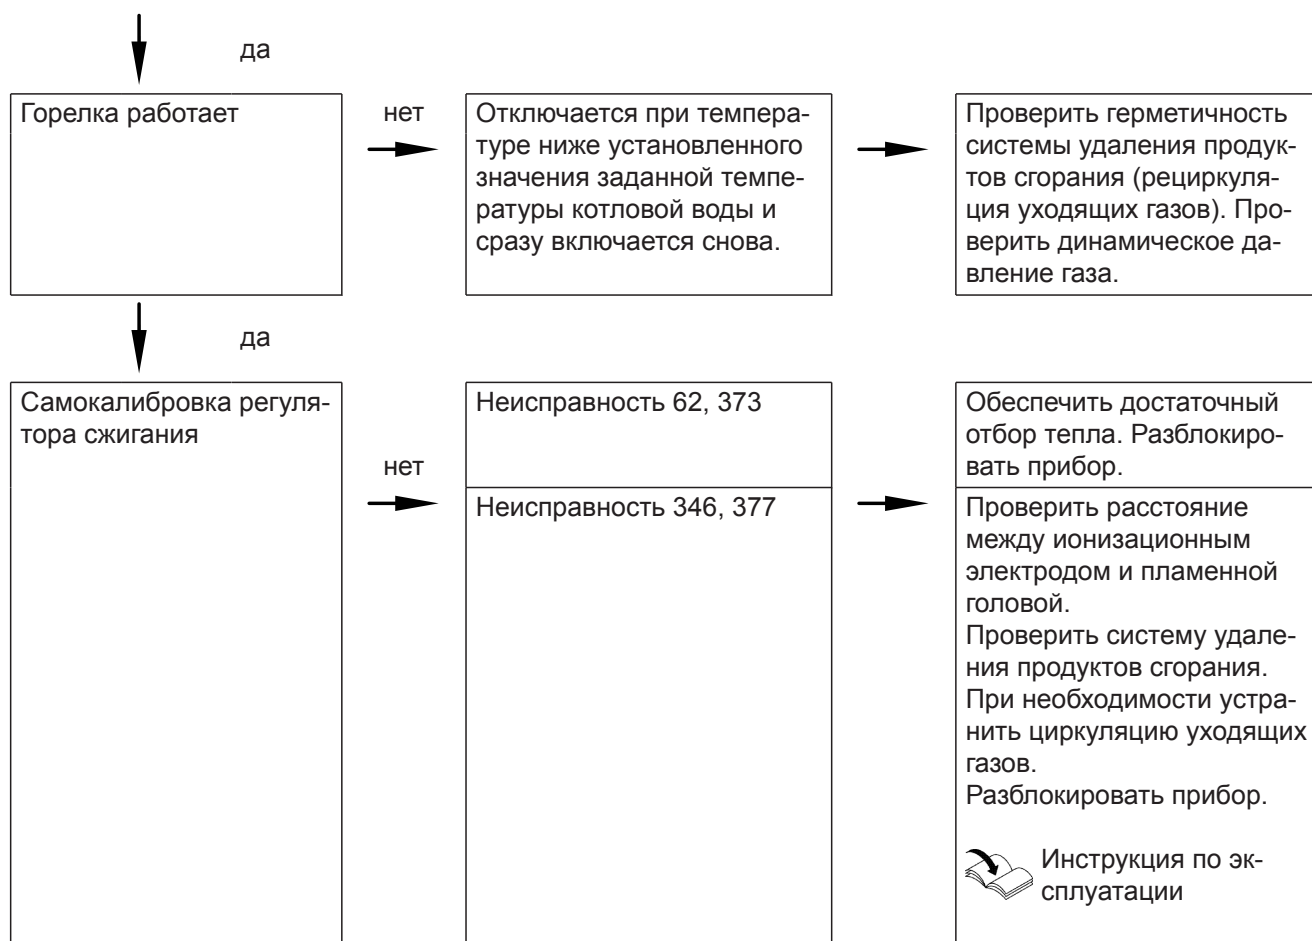 да
Горелка работает
нет
Отключается при темпера-
туре ниже установленного
значения заданной темпе-
ратуры котловой воды и
сразу включается снова.
Проверить герметичность
системы удаления продук-
тов сгорания (рециркуля-
ция уходящих газов). Про-
верить динамическое да-
вление газа.
да
Самокалибровка регуля-
тора сжигания
нет
Неисправность 62, 373
Обеспечить достаточный
отбор тепла. Разблокиро-
вать прибор.
Неисправность 346, 377
Проверить расстояние
между ионизационным
электродом и пламенной
головой.
Проверить систему удале-
ния продуктов сгорания.
При необходимости устра-
нить циркуляцию уходящих
газов.
Разблокировать прибор.
Инструкция по эк-
сплуатации